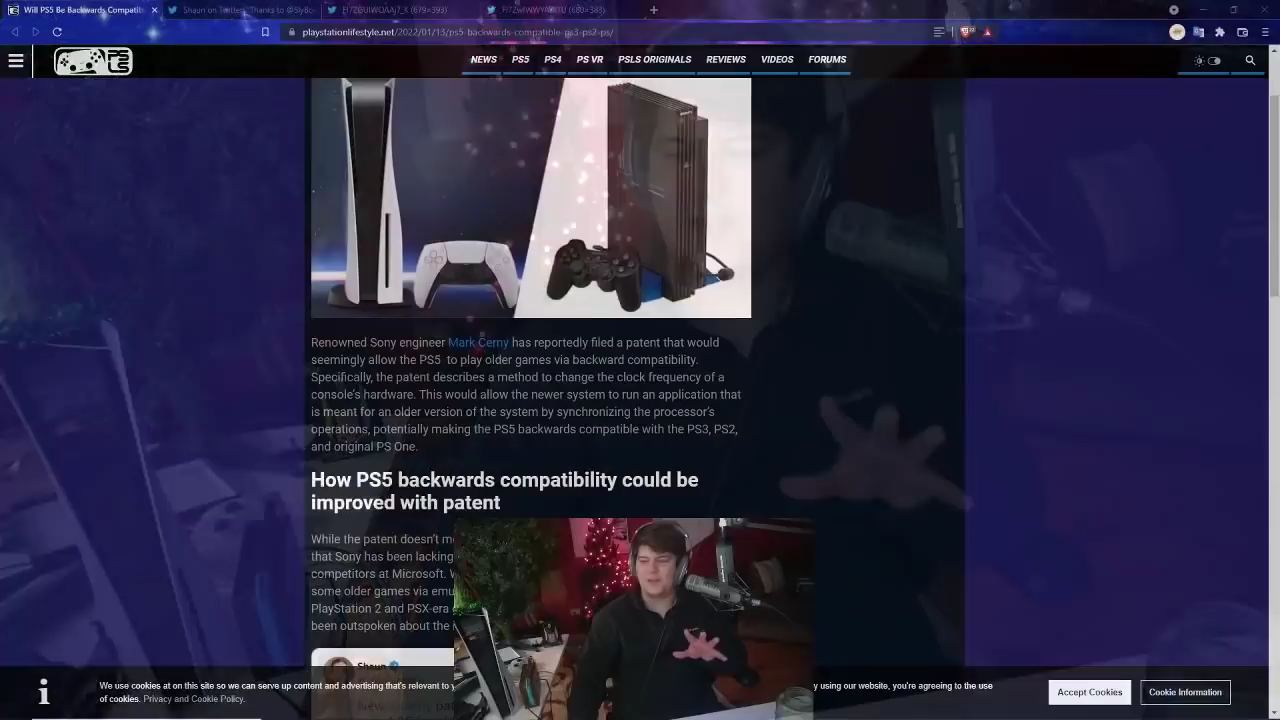 Will PS5 Be Backwards Compatib
Shaun on Twitter: "Thanks to @SlyBo
playstationlifestyle.net/2022/01/13/ps5-backwards-compatible-ps3-ps2-ps/
NEWS PS5 PS4 PS VR PSLS ORIGINALS REVIEWS VIDEOS FORUMS
Renowned Sony engineer Mark Cerny has reportedly filed a patent that would
seemingly allow the PS5 to play older games via backward compatibility.
Specifically, the patent describes a method to change the clock frequency of a
console's hardware. This would allow the newer system to run an application that
is meant for an older version of the system by synchronizing the processor's
operations, potentially making the PS5 backwards compatible with the PS3, PS2,
and original PS One.
How PS5 backwards compatibility could be
improved with patent
While the patent doesn't m
that Sony has been lacking
competitors at Microsoft.
some older games via emu
PlayStation 2 and PSX-era
been outspoken about the
Shaun
We use cookies at on this site so we can serve up content and advertising that's relevant to y
y using our website, you're agreeing to the use
of cookies. Privacy and Cookie Policy.
Accept Cookies
Cookie Information